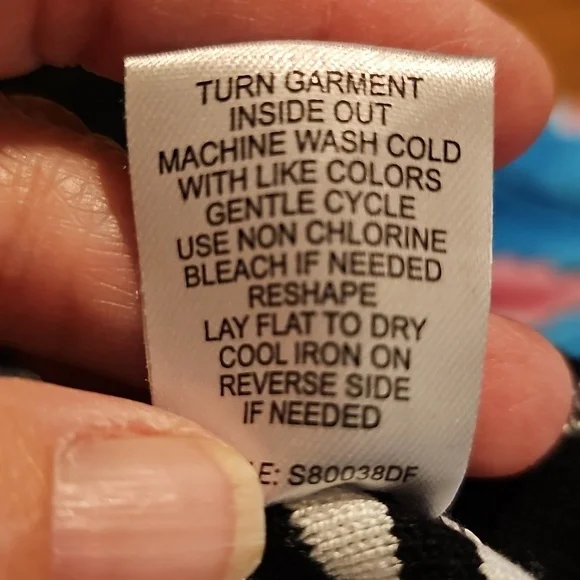 TURN GARMENT
INSIDE OUT
MACHINE WASH COLD
WITH LIKE COLORS
GENTLE CYCLE
USE NON CHLORINE
BLEACH IF NEEDED
RESHAPE
LAY FLAT TO DRY
COOL IRON ON
REVERSE SIDE
IF NEEDED
S80038DF